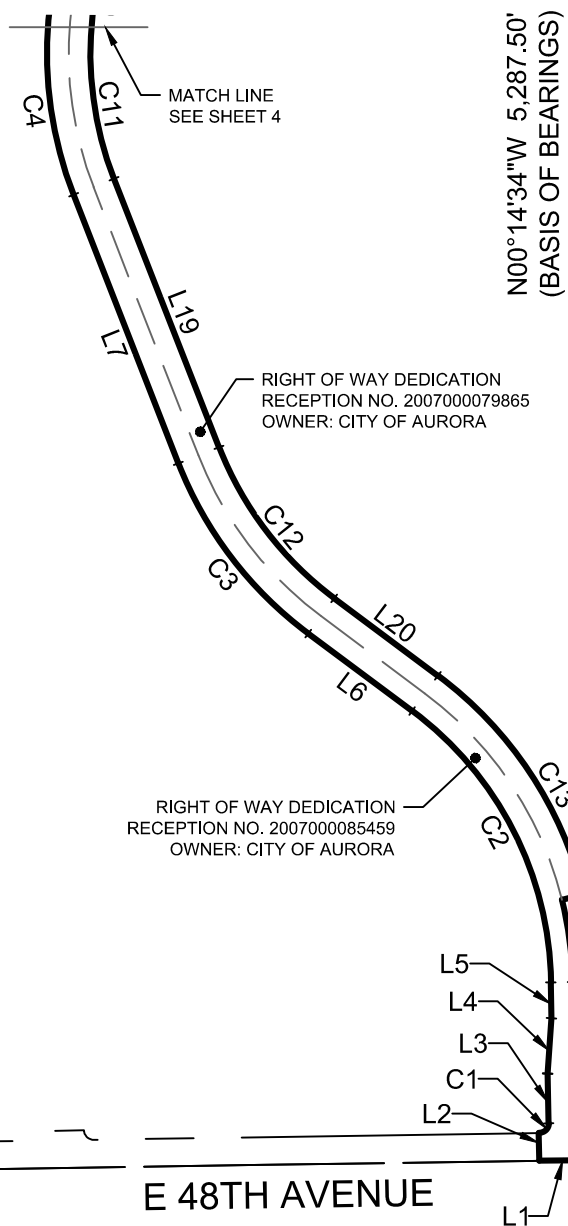 N00°14'34"W 5,287.50'
(BASIS OF BEARINGS)
MATCH LINE
SEE SHEET 4
C4
C11
L19
L7
RIGHT OF WAY DEDICATION
RECEPTION NO. 2007000079865
OWNER: CITY OF AURORA
C12
C3
L20
L6
C13
RIGHT OF WAY DEDICATION
RECEPTION NO. 2007000085459
OWNER: CITY OF AURORA
C2
L5
L4
L3
C1
L2
E 48TH AVENUE
L1